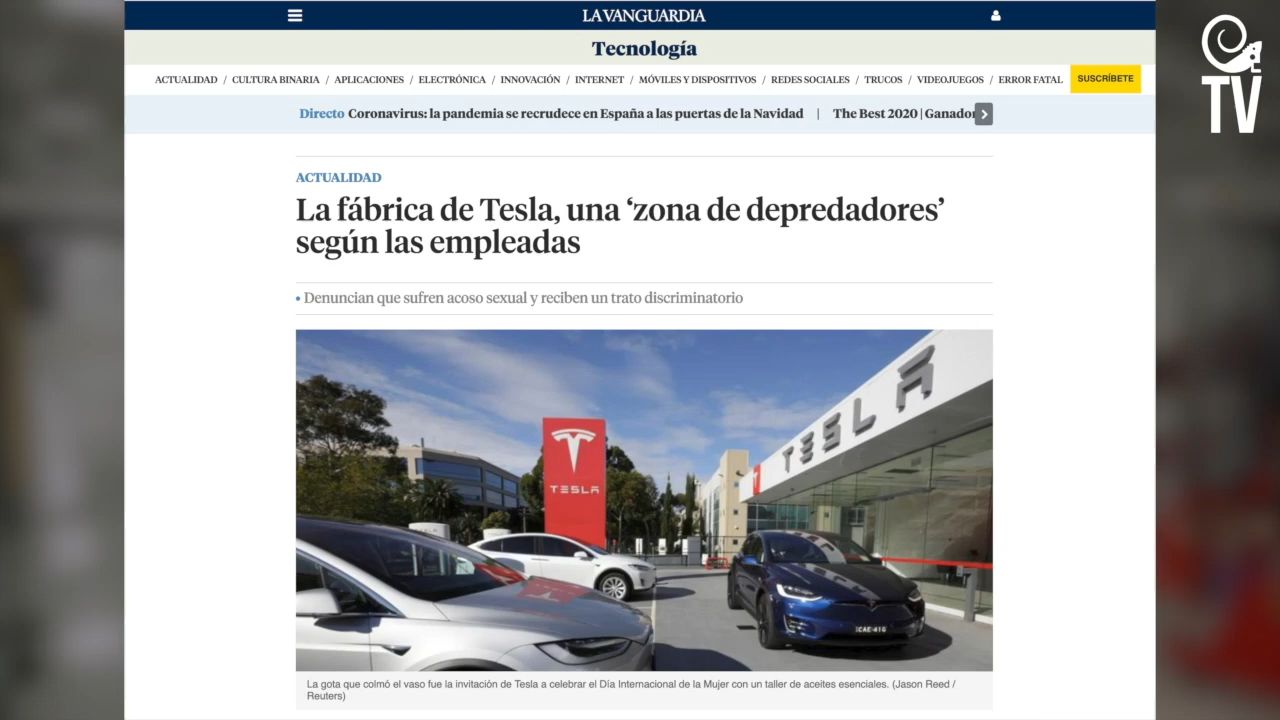 LA VANGUARDIA
TV
Tecnología
ACTUALIDAD / CULTURA BINARIA / APLICACIONES / ELECTRÓNICA / INNOVACIÓN / INTERNET / MÓVILES Y DISPOSITIVOS / REDES SOCIALES / TRUCOS / VIDEOJUEGOS / ERROR FATAL SUSCRÍBETE
Directo Coronavirus: la pandemia se recrudece en España a las puertas de la Navidad | The Best 2020 | Ganador
ACTUALIDAD
La fábrica de Tesla, una ‘zona de depredadores’
según las empleadas
• Denuncian que sufren acoso sexual y reciben un trato discriminatorio
TESLA
TESLA
La gota que colmó el vaso fue la invitación de Tesla a celebrar el Día Internacional de la Mujer con un taller de aceites esenciales. (Jason Reed /
Reuters)